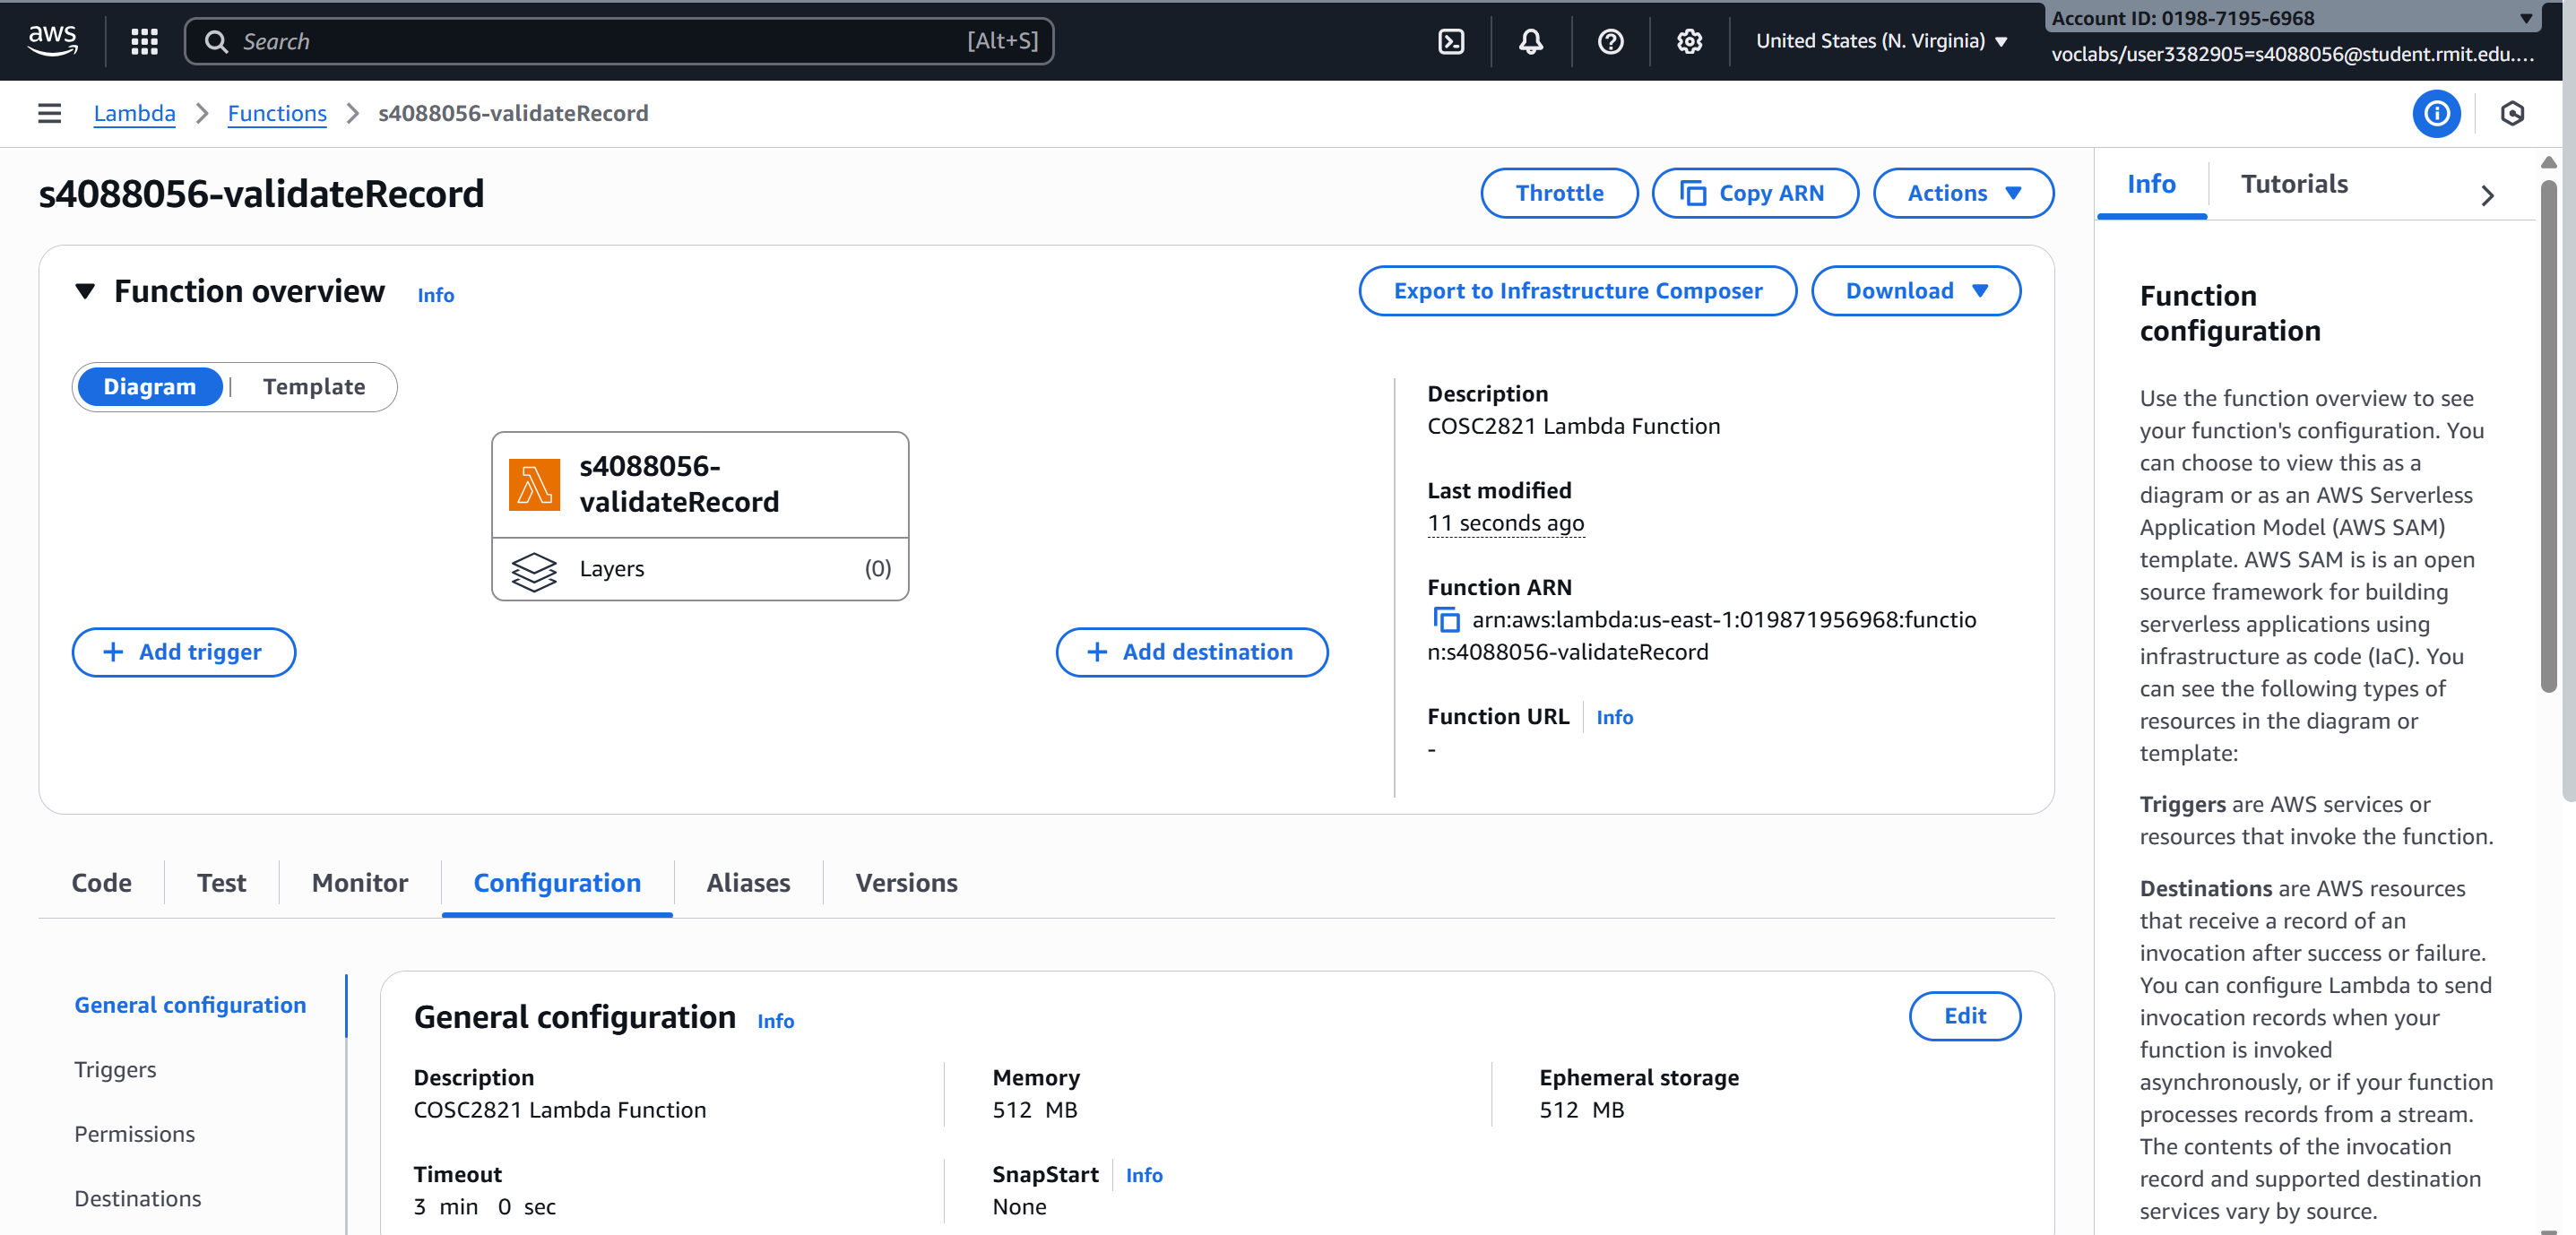 aws
Search
[Alt+S]
United States (N. Virginia)
Account ID: 0198-7195-6968
voclabs/user3382905=s4088056@student.rmit.edu....
Lambda
Functions
s4088056-validateRecord
s4088056-validateRecord
Throttle
Copy ARN
Actions
Function overview
Info
Export to Infrastructure Composer
Download
Diagram
Template
s4088056-
validateRecord
Layers
(0)
Add trigger
Add destination
Description
COSC2821 Lambda Function
Last modified
11 seconds ago
Function ARN
arn:aws:lambda:us-east-1:019871956968:functio
n:s4088056-validateRecord
Function URL
Info
-
Code
Test
Monitor
Configuration
Aliases
Versions
General configuration
Triggers
Permissions
Destinations
General configuration
Info
Edit
Description
COSC2821 Lambda Function
Memory
512 MB
Ephemeral storage
512 MB
Timeout
3 min 0 sec
SnapStart
Info
None
Info
Tutorials
Function
configuration
Use the function overview to see
your function's configuration. You
can choose to view this as a
diagram or as an AWS Serverless
Application Model (AWS SAM)
template. AWS SAM is is an open
source framework for building
serverless applications using
infrastructure as code (IaC). You
can see the following types of
resources in the diagram or
template:
Triggers are AWS services or
resources that invoke the function.
Destinations are AWS resources
that receive a record of an
invocation after success or failure.
You can configure Lambda to send
invocation records when your
function is invoked
asynchronously, or if your function
processes records from a stream.
The contents of the invocation
record and supported destination
services vary by source.